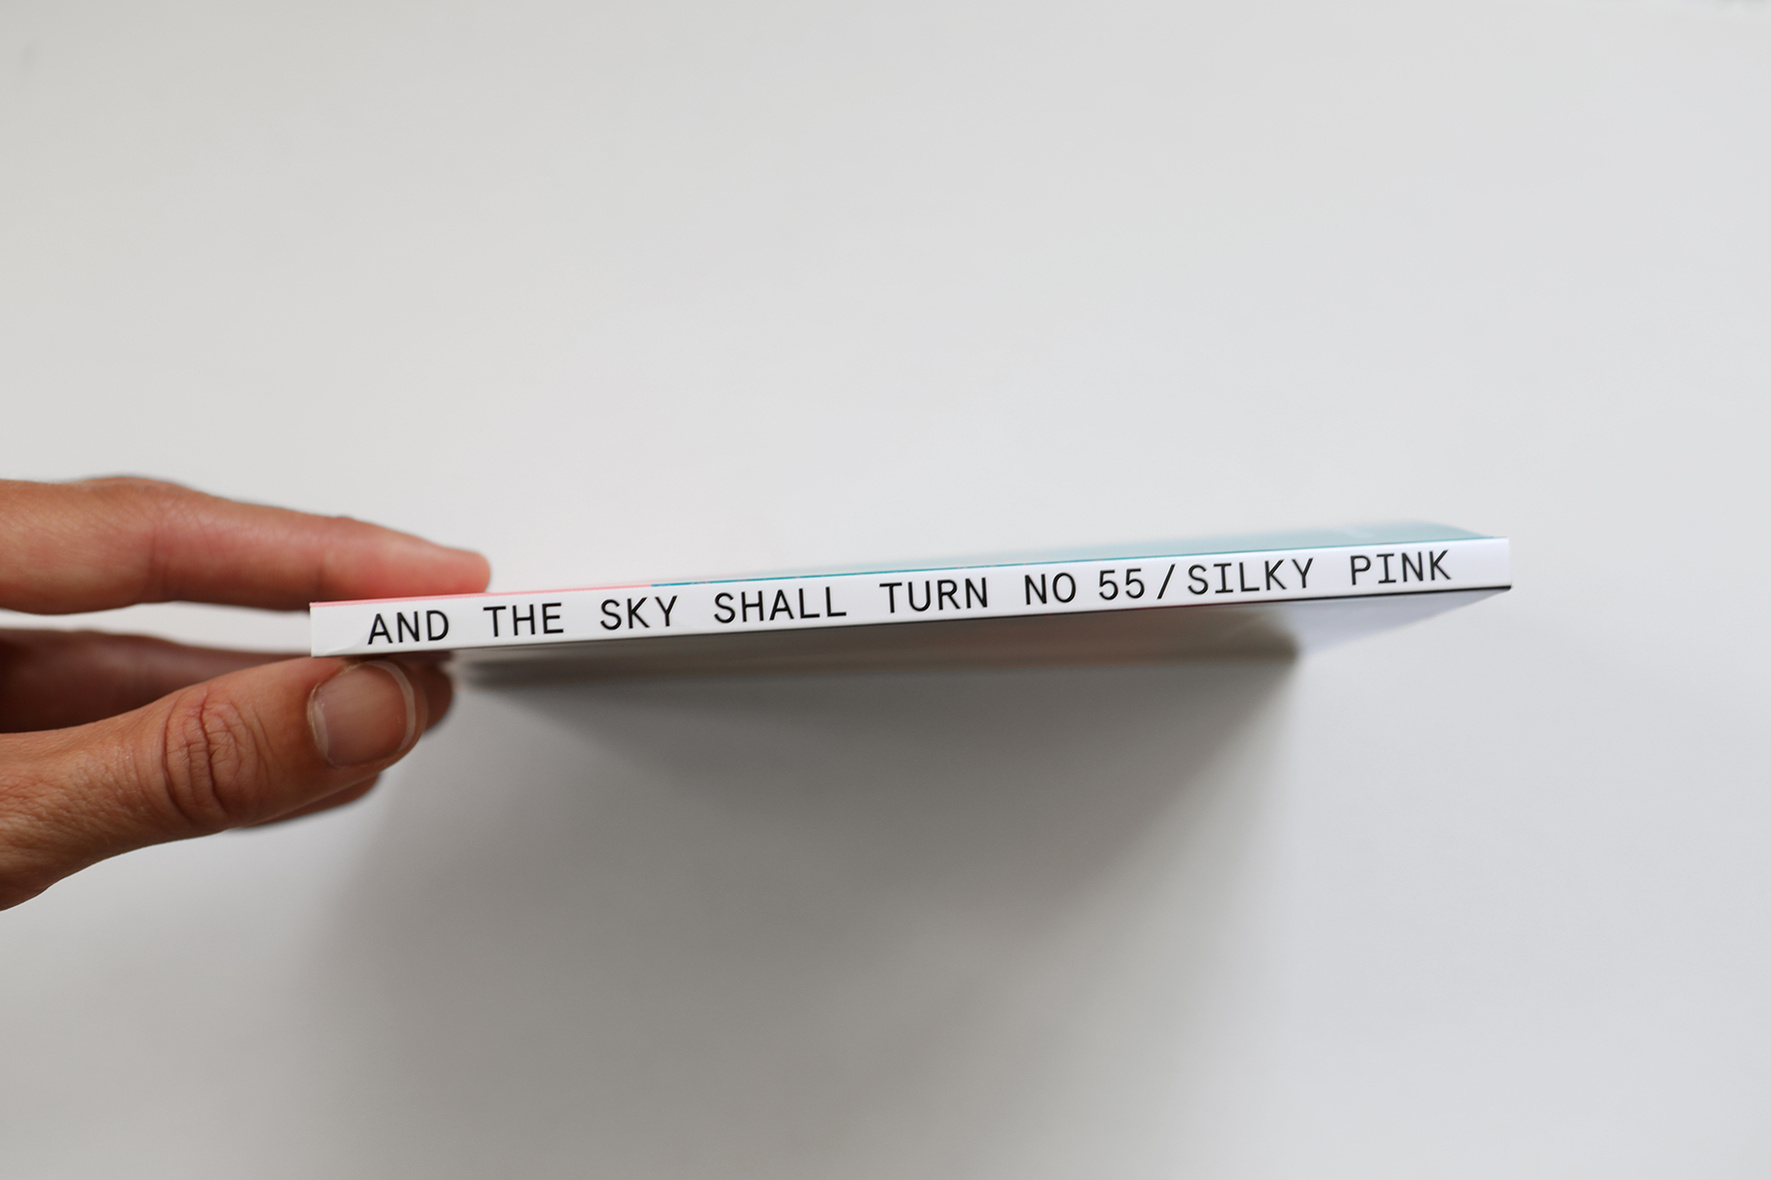 AND THE SKY SHALL TURN NO 55/SILKY PINK